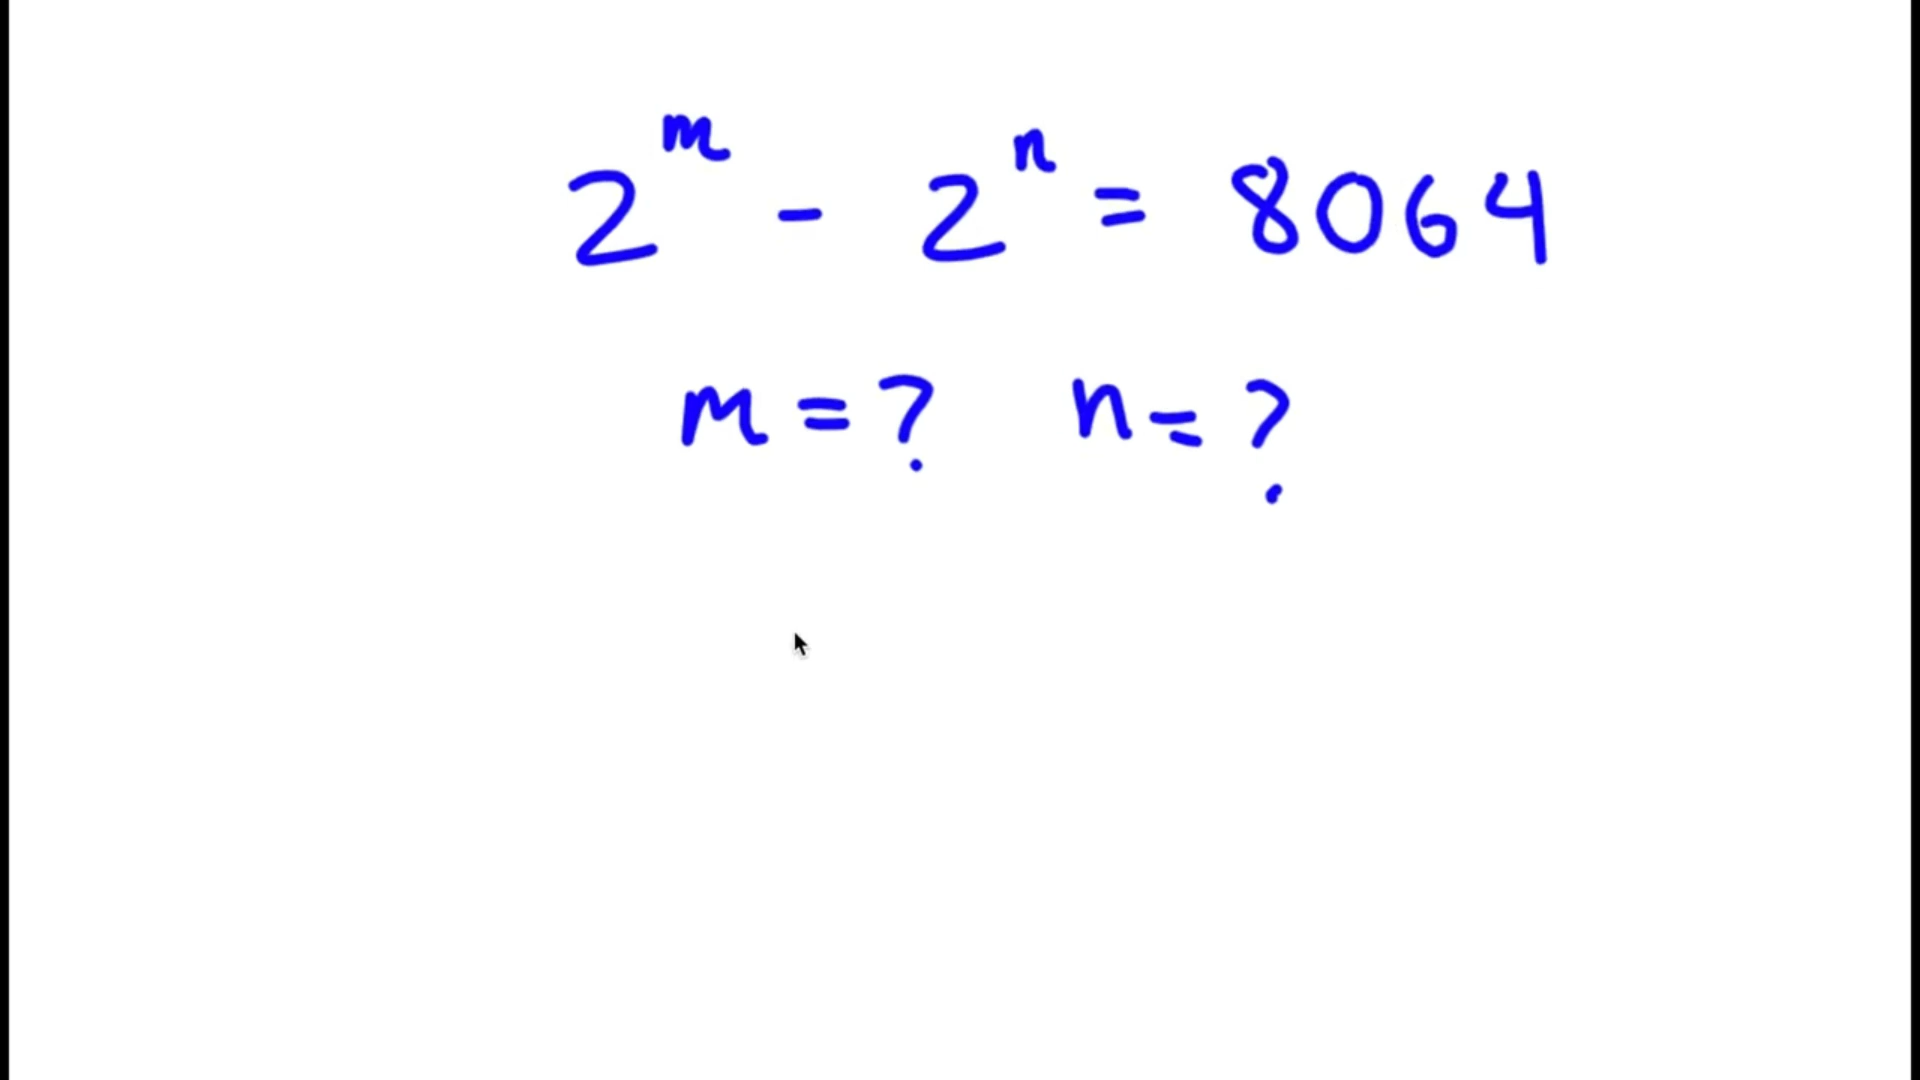 2^m - 2^n = 8064
m = ? n = ?